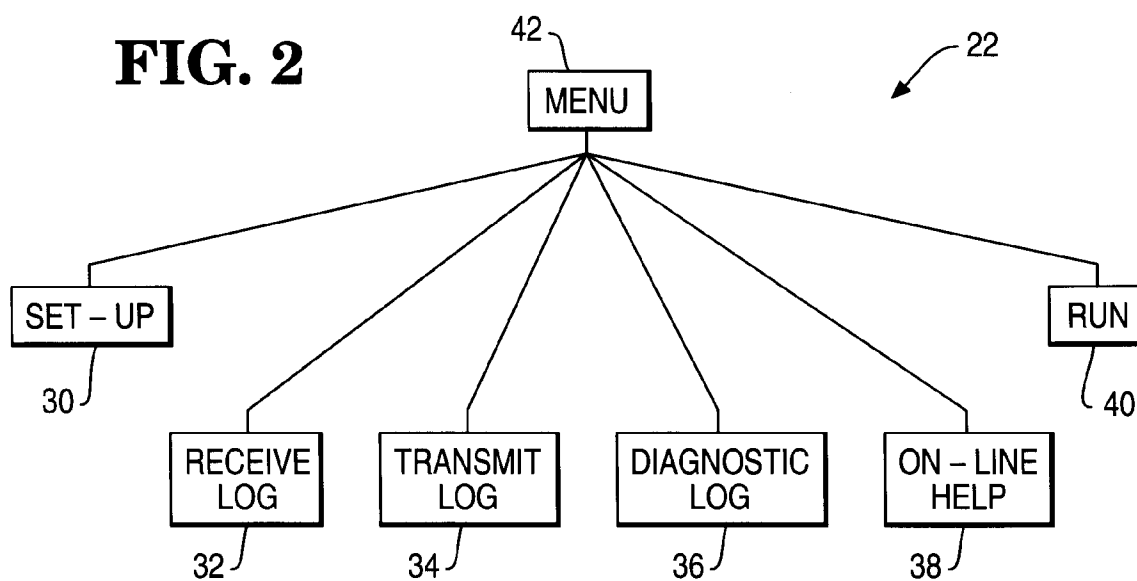 FIG. 2
42
22
MENU
SET – UP
RUN
30
40
RECEIVE
LOG
TRANSMIT
LOG
DIAGNOSTIC
LOG
ON – LINE
HELP
32
34
36
38